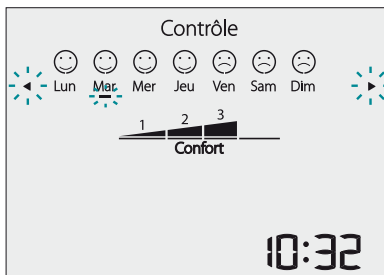 Contrôle
Lun Mar Mer Jeu Ven Sam Dim
1 2 3
Confort
10:32